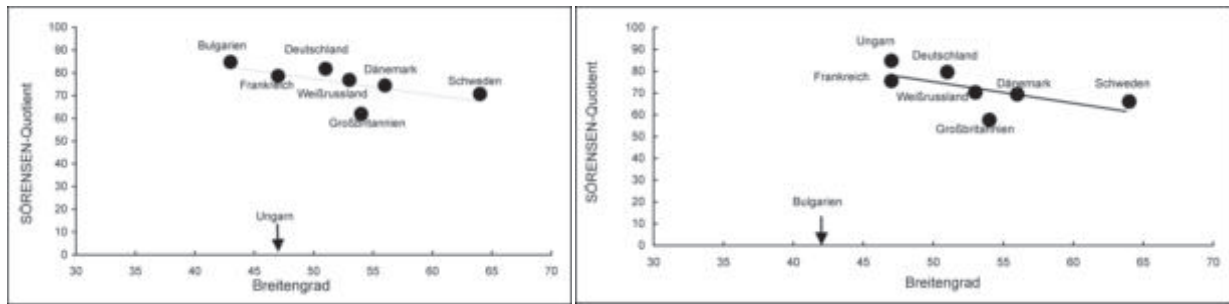 100
90
80
70
60
50
40
30
20
10
0
SÖRENSEN-Quotient
Bulgarien
Deutschland
Dänemark
Frankreich
Weißrussland
Schweden
Großbritannien
Ungarn
30 35 40 45 50 55 60 65 70
Breitengrad
100
90
80
70
60
50
40
30
20
10
0
SÖRENSEN-Quotient
Ungarn
Deutschland
Frankreich
Dänemark
Schweden
Weißrussland
Großbritannien
Bulgarien
30 35 40 45 50 55 60 65 70
Breitengrad